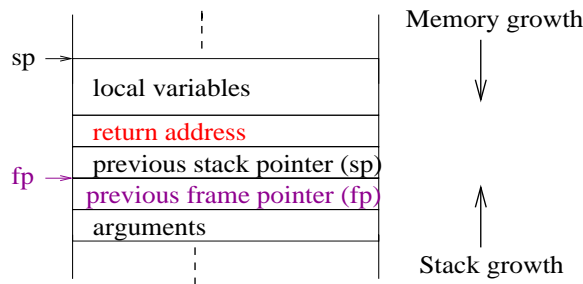 Memory growth
sp
local variables
return address
previous stack pointer (sp)
fp
previous frame pointer (fp)
arguments
Stack growth